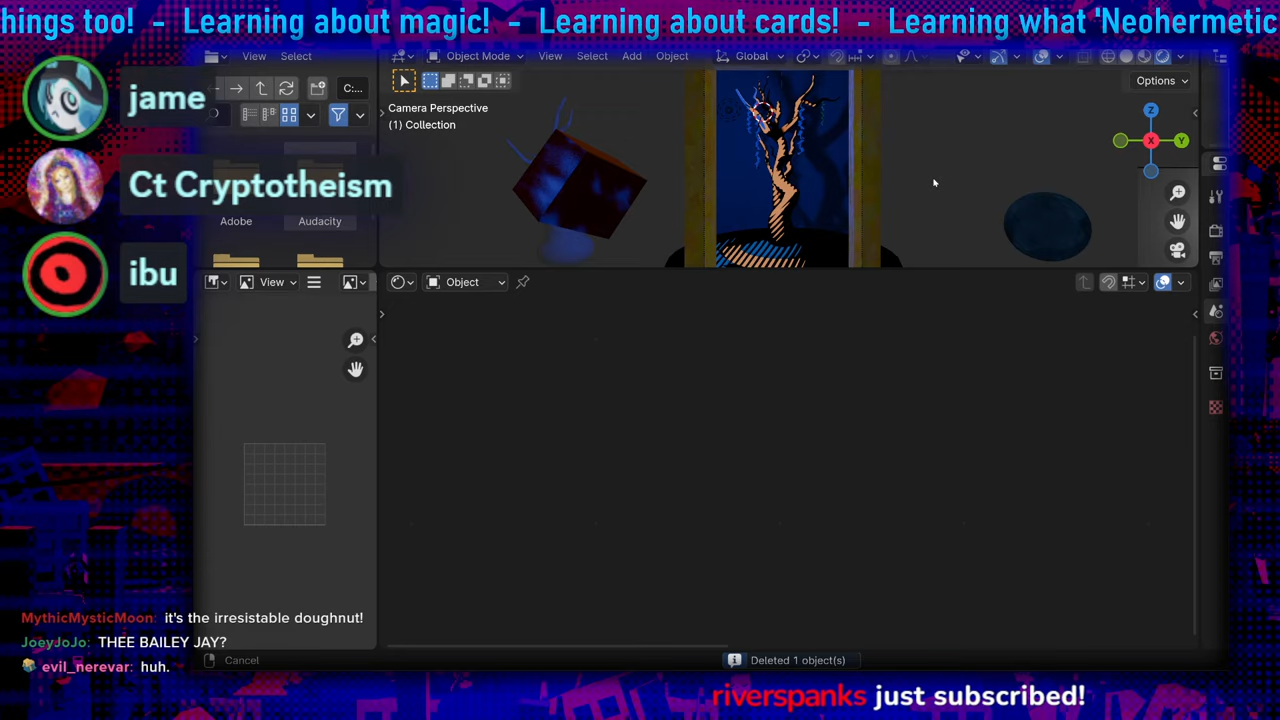 hings too! - Learning about magic! - Learning about cards! - Learning what 'Neohermetic
View Select
Object Mode View Select Add Object Global
C:...
Options
Camera Perspective
(1) Collection
Z
X
Y
jame
Ct Cryptotheism
ibu
Adobe Audacity
View
Object
MythicMysticMoon: it's the irresistable doughnut!
JoeyJoJo: THEE BAILEY JAY?
evil_nerevar: huh.
Cancel
Deleted 1 object(s)
riverspanks just subscribed!